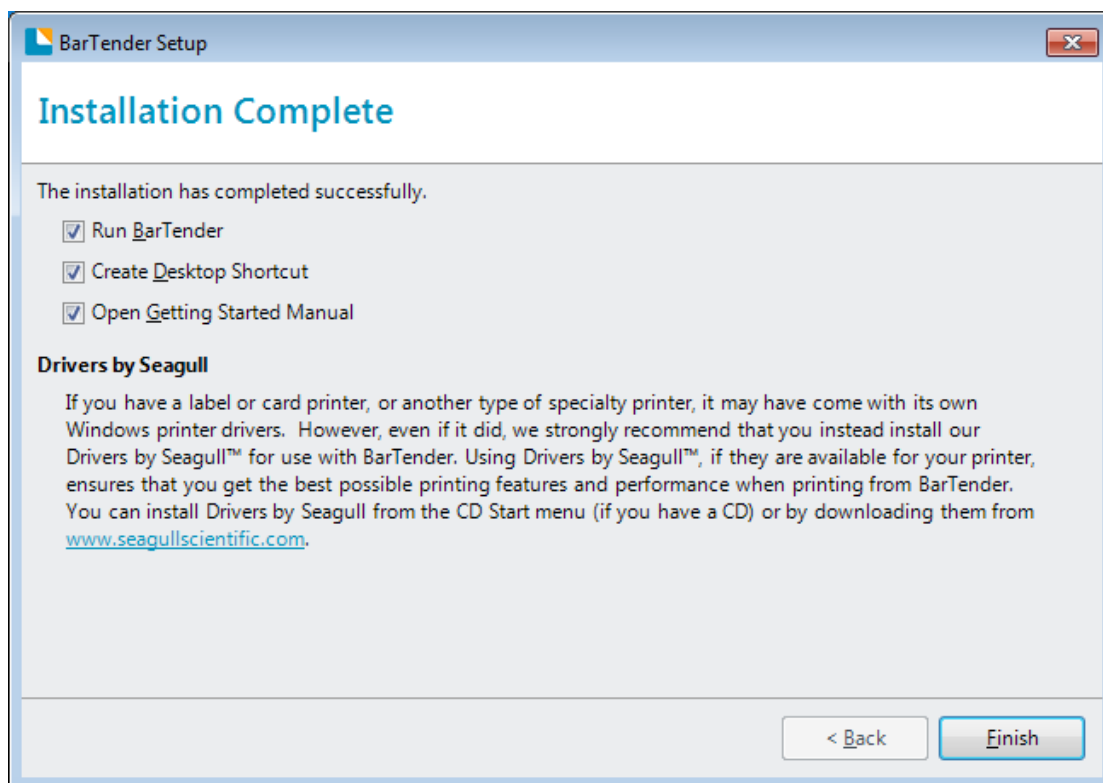 BarTender Setup
Installation Complete
The installation has completed successfully.
Run BarTender
Create Desktop Shortcut
Open Getting Started Manual
Drivers by Seagull
If you have a label or card printer, or another type of specialty printer, it may have come with its own
Windows printer drivers.  However, even if it did, we strongly recommend that you instead install our
Drivers by Seagull™ for use with BarTender. Using Drivers by Seagull™, if they are available for your printer,
ensures that you get the best possible printing features and performance when printing from BarTender.
You can install Drivers by Seagull from the CD Start menu (if you have a CD) or by downloading them from
www.seagullscientific.com.
< Back
Finish